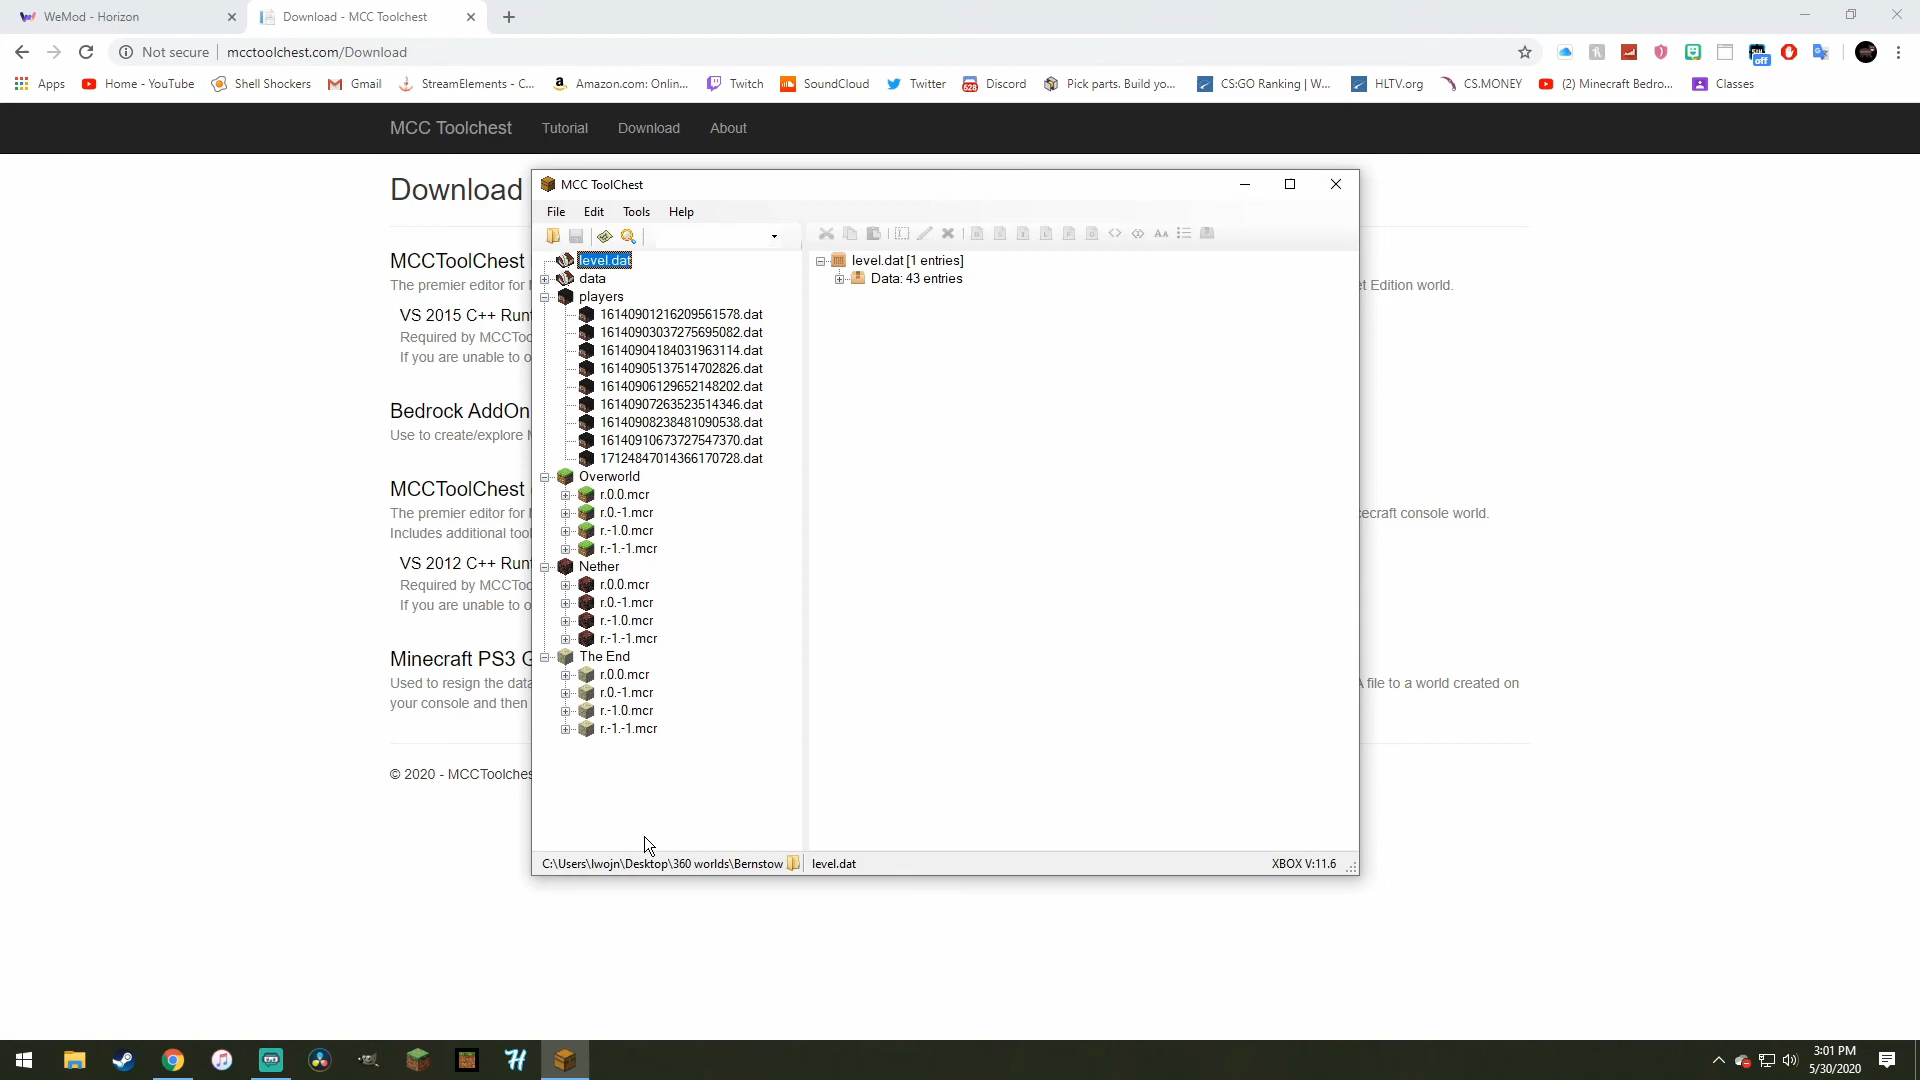 WeMod - Horizon
Download - MCC Toolchest
Not secure
mcctoolchest.com/Download
off
Apps
Home - YouTube
Shell Shockers
Gmail
StreamElements - C...
Amazon.com: Onlin...
Twitch
SoundCloud
Twitter
Discord
Pick parts. Build yo...
CS:GO Ranking | W...
HLTV.org
CS.MONEY
(2) Minecraft Bedro...
Classes
MCC Toolchest
Tutorial
Download
About
Download
MCCToolChest
The premier editor for
et Edition world.
VS 2015 C++ Run
Required by MCCToo
If you are unable to o
Bedrock AddOn
Use to create/explore
MCCToolChest
The premier editor for
ecraft console world.
Includes additional tool
VS 2012 C++ Run
Required by MCCToo
If you are unable to o
Minecraft PS3 G
Used to resign the data
A file to a world created on
your console and then
© 2020 - MCCToolches
MCC ToolChest
File
Edit
Tools
Help
level.dat
data
players
16140901216209561578.dat
16140903037275695082.dat
16140904184031963114.dat
16140905137514702826.dat
16140906129652148202.dat
16140907263523514346.dat
16140908238481090538.dat
16140910673727547370.dat
17124847014366170728.dat
Overworld
r.0.0.mcr
r.0.-1.mcr
r.-1.0.mcr
r.-1.-1.mcr
Nether
r.0.0.mcr
r.0.-1.mcr
r.-1.0.mcr
r.-1.-1.mcr
The End
r.0.0.mcr
r.0.-1.mcr
r.-1.0.mcr
r.-1.-1.mcr
level.dat [1 entries]
Data: 43 entries
C:\Users\lwojn\Desktop\360 worlds\Bernstow
level.dat
XBOX V:11.6
3:01 PM
5/30/2020